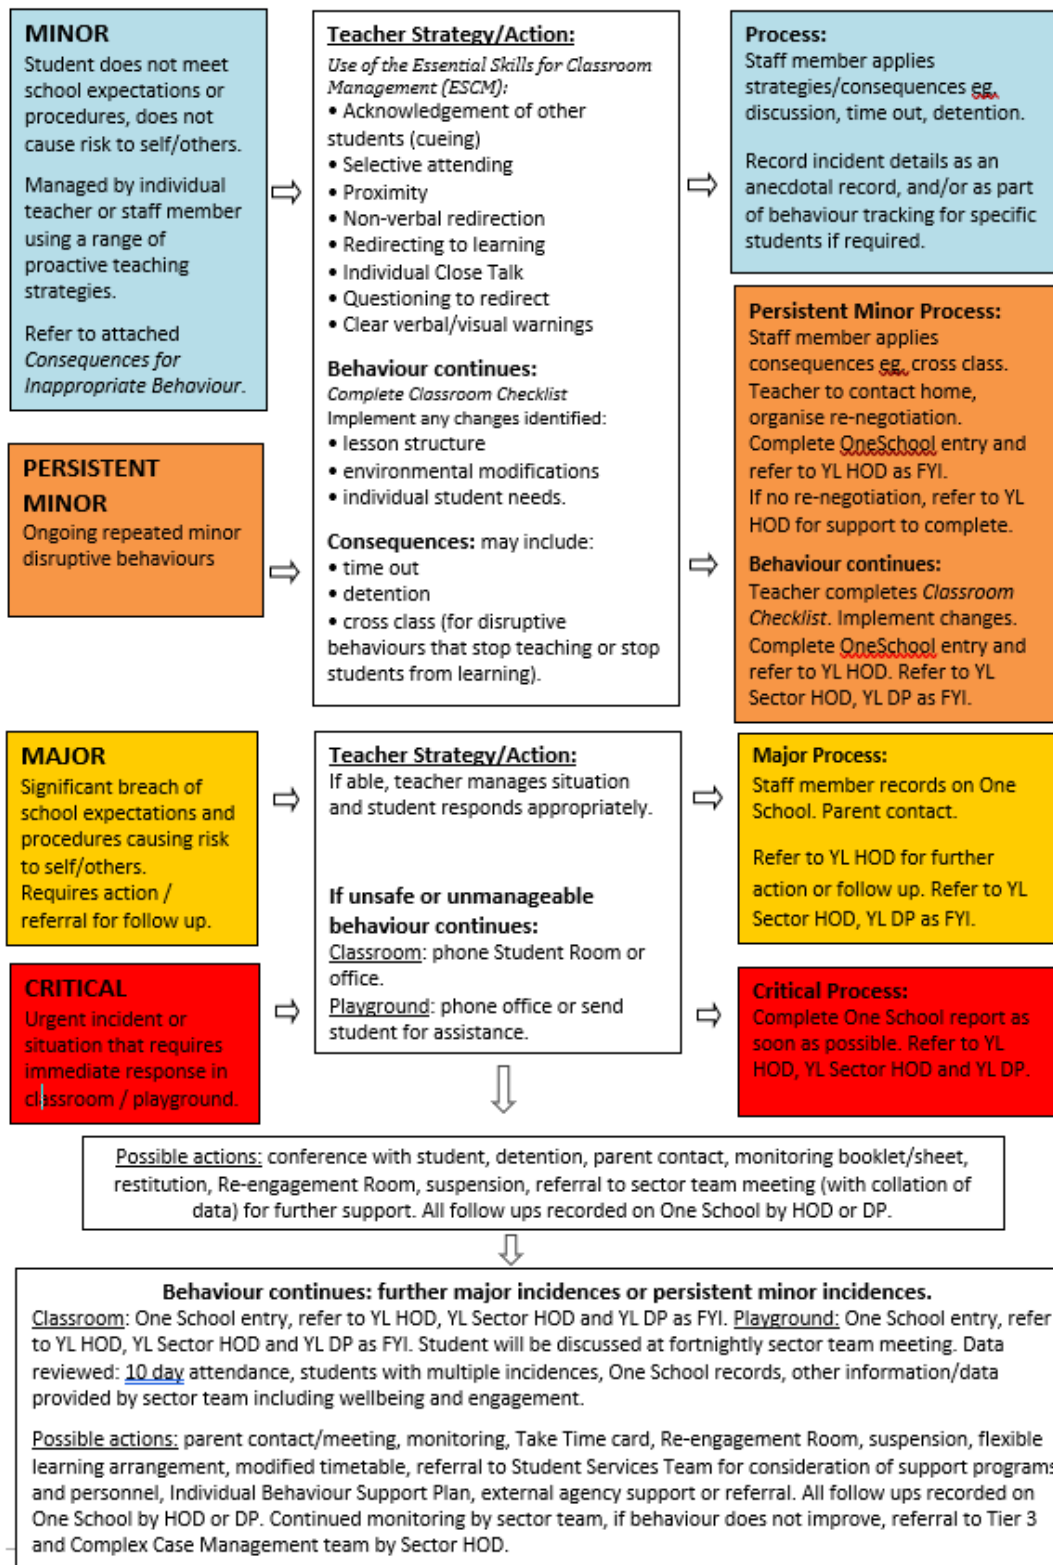 MINOR
Student does not meet
school expectations or
procedures, does not
cause risk to self/others.
Managed by individual
teacher or staff member
using a range of
proactive teaching
strategies.
Refer to attached
Consequences for
Inappropriate Behaviour.
Teacher Strategy/Action:
Use of the Essential Skills for Classroom
Management (ESCM):
• Acknowledgement of other
students (cueing)
• Selective attending
• Proximity
• Non-verbal redirection
• Redirecting to learning
• Individual Close Talk
• Questioning to redirect
• Clear verbal/visual warnings
Behaviour continues:
Complete Classroom Checklist
Implement any changes identified:
• lesson structure
• environmental modifications
• individual student needs.
Consequences: may include:
• time out
• detention
• cross class (for disruptive
behaviours that stop teaching or stop
students from learning).
Process:
Staff member applies
strategies/consequences eg.
discussion, time out, detention.
Record incident details as an
anecdotal record, and/or as part
of behaviour tracking for specific
students if required.
PERSISTENT
MINOR
Ongoing repeated minor
disruptive behaviours
Persistent Minor Process:
Staff member applies
consequences eg. cross class.
Teacher to contact home,
organise re-negotiation.
Complete OneSchool entry and
refer to YL HOD as FYI.
If no re-negotiation, refer to YL
HOD for support to complete.
Behaviour continues:
Teacher completes Classroom
Checklist. Implement changes.
Complete OneSchool entry and
refer to YL HOD. Refer to YL
Sector HOD, YL DP as FYI.
MAJOR
Significant breach of
school expectations and
procedures causing risk
to self/others.
Requires action /
referral for follow up.
Teacher Strategy/Action:
If able, teacher manages situation
and student responds appropriately.
If unsafe or unmanageable
behaviour continues:
Classroom: phone Student Room or
office.
Playground: phone office or send
student for assistance.
Major Process:
Staff member records on One
School. Parent contact.
Refer to YL HOD for further
action or follow up. Refer to YL
Sector HOD, YL DP as FYI.
CRITICAL
Urgent incident or
situation that requires
immediate response in
classroom / playground.
Critical Process:
Complete One School report as
soon as possible. Refer to YL
HOD, YL Sector HOD and YL DP.
Possible actions: conference with student, detention, parent contact, monitoring booklet/sheet,
restitution, Re-engagement Room, suspension, referral to sector team meeting (with collation of
data) for further support. All follow ups recorded on One School by HOD or DP.
Behaviour continues: further major incidences or persistent minor incidences.
Classroom: One School entry, refer to YL HOD, YL Sector HOD and YL DP as FYI. Playground: One School entry, refer
to YL HOD, YL Sector HOD and YL DP as FYI. Student will be discussed at fortnightly sector team meeting. Data
reviewed: 10 day attendance, students with multiple incidences, One School records, other information/data
provided by sector team including wellbeing and engagement.
Possible actions: parent contact/meeting, monitoring, Take Time card, Re-engagement Room, suspension, flexible
learning arrangement, modified timetable, referral to Student Services Team for consideration of support programs
and personnel, Individual Behaviour Support Plan, external agency support or referral. All follow ups recorded on
One School by HOD or DP. Continued monitoring by sector team, if behaviour does not improve, referral to Tier 3
and Complex Case Management team by Sector HOD.